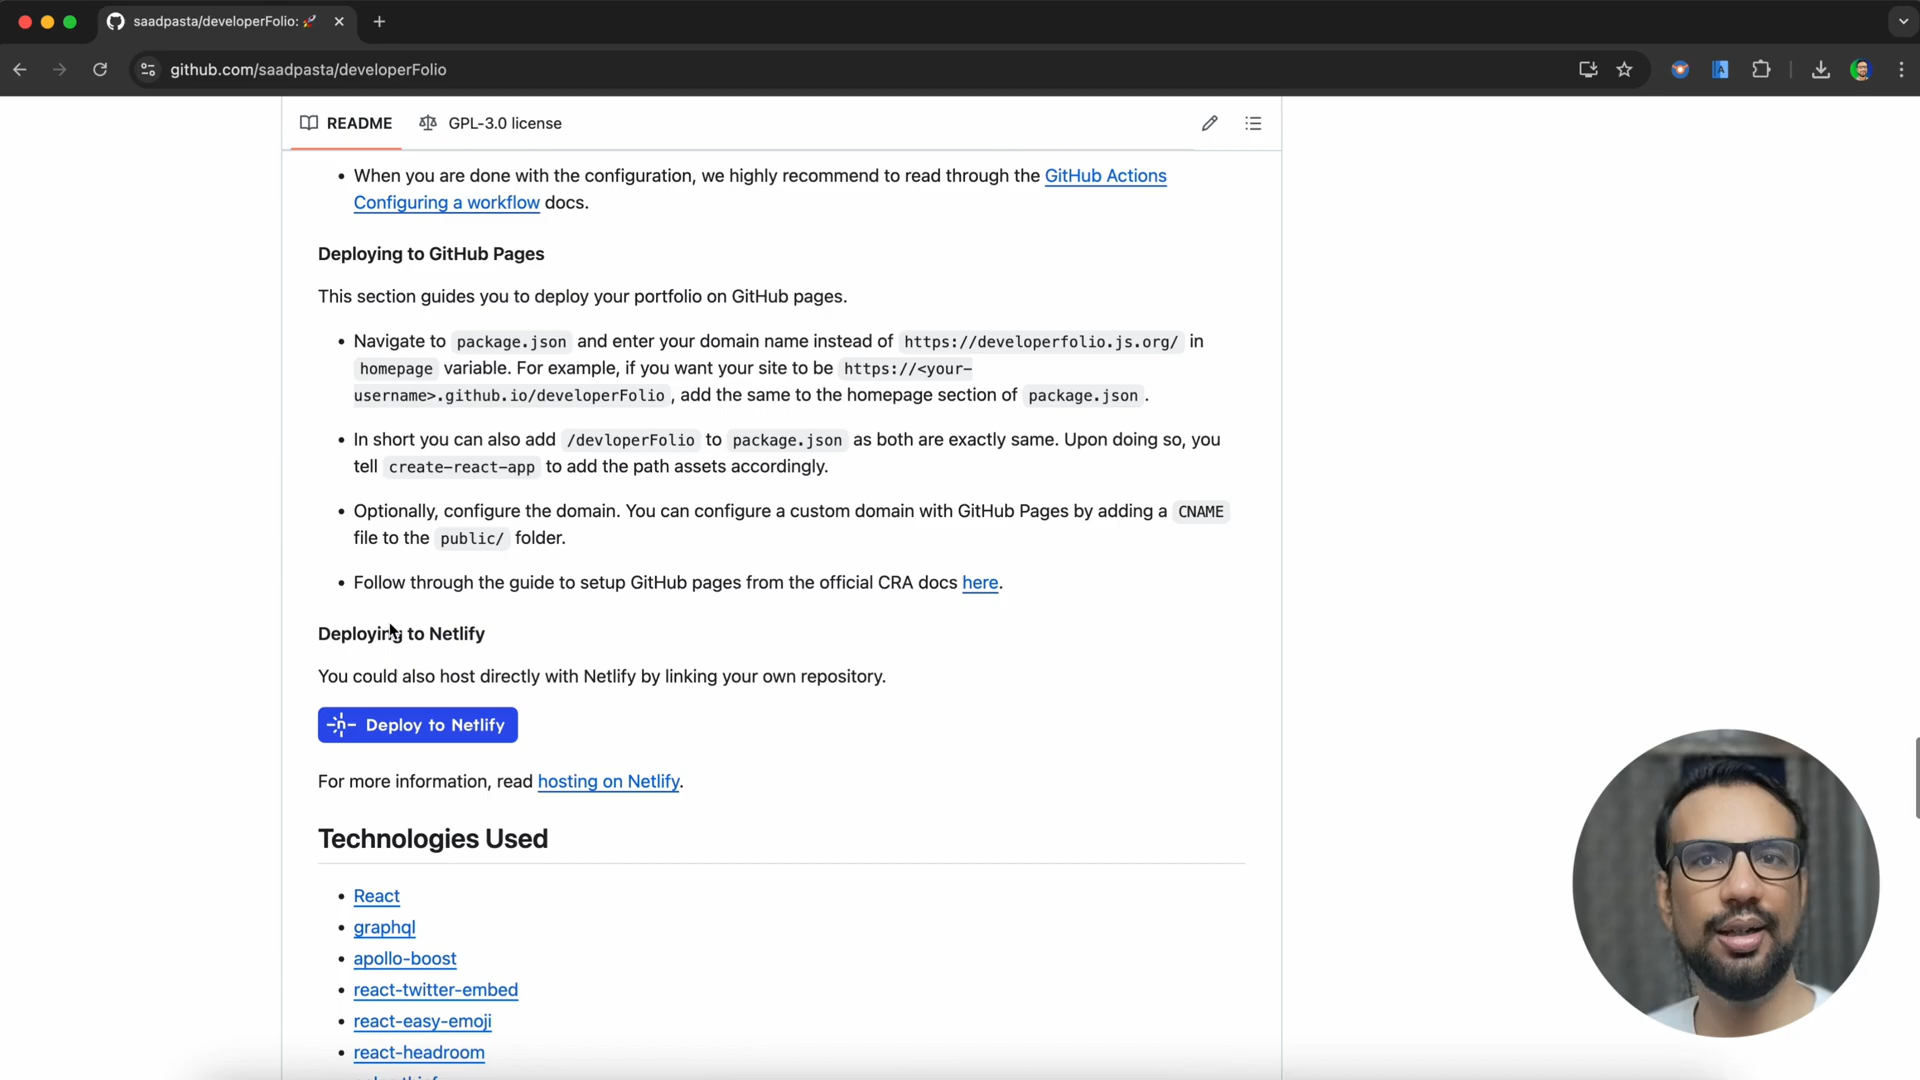 saadpasta/developerFolio: 🚀
github.com/saadpasta/developerFolio
README GPL-3.0 license
When you are done with the configuration, we highly recommend to read through the GitHub Actions
Configuring a workflow docs.
Deploying to GitHub Pages
This section guides you to deploy your portfolio on GitHub pages.
Navigate to package.json and enter your domain name instead of https://developerfolio.js.org/ in
homepage variable. For example, if you want your site to be https://<your-
username>.github.io/developerFolio , add the same to the homepage section of package.json .
In short you can also add /devloperFolio to package.json as both are exactly same. Upon doing so, you
tell create-react-app to add the path assets accordingly.
Optionally, configure the domain. You can configure a custom domain with GitHub Pages by adding a CNAME
file to the public/ folder.
Follow through the guide to setup GitHub pages from the official CRA docs here.
Deploying to Netlify
You could also host directly with Netlify by linking your own repository.
Deploy to Netlify
For more information, read hosting on Netlify.
Technologies Used
React
graphql
apollo-boost
react-twitter-embed
react-easy-emoji
react-headroom